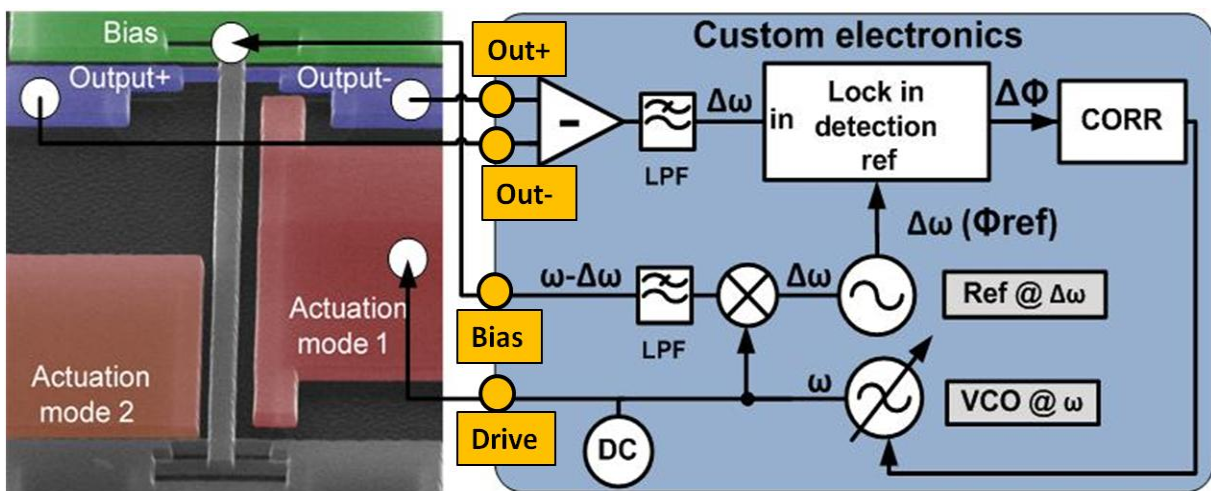 Bias
Output+
Output-
Actuation
mode 1
Actuation
mode 2
Out+
Out-
Bias
Drive
Custom electronics
-
LPF
Δω
in
Lock in
detection
ref
ΔΦ
CORR
Δω (Φref)
ω-Δω
LPF
Δω
Ref @ Δω
ω
VCO @ ω
DC